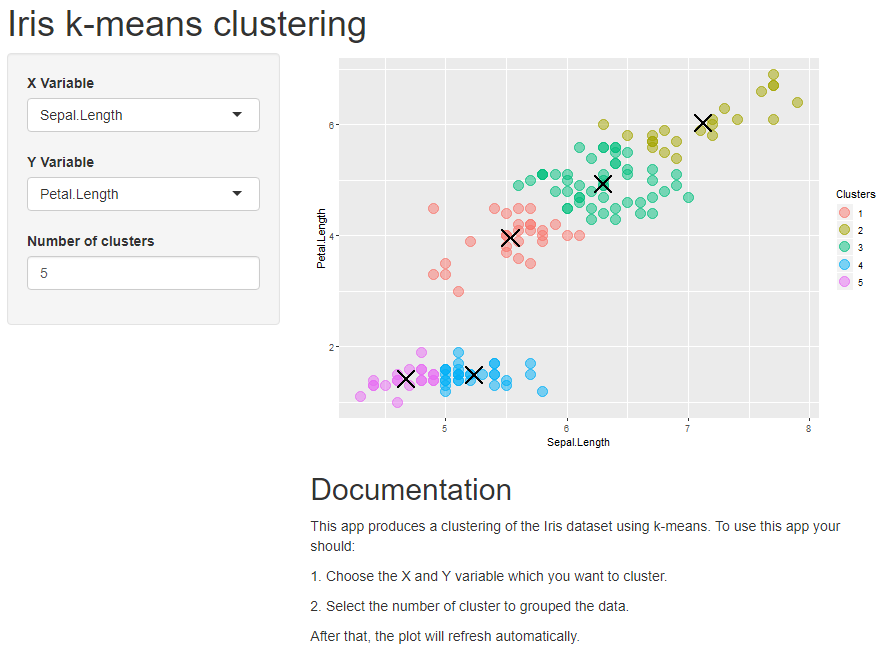 Iris k-means clustering
X Variable
Sepal.Length
Y Variable
Petal.Length
Number of clusters
5
Petal.Length
6
4
2
5
6
7
8
Sepal.Length
Clusters
1
2
3
4
5
Documentation
This app produces a clustering of the Iris dataset using k-means. To use this app your
should:
1. Choose the X and Y variable which you want to cluster.
2. Select the number of cluster to grouped the data.
After that, the plot will refresh automatically.